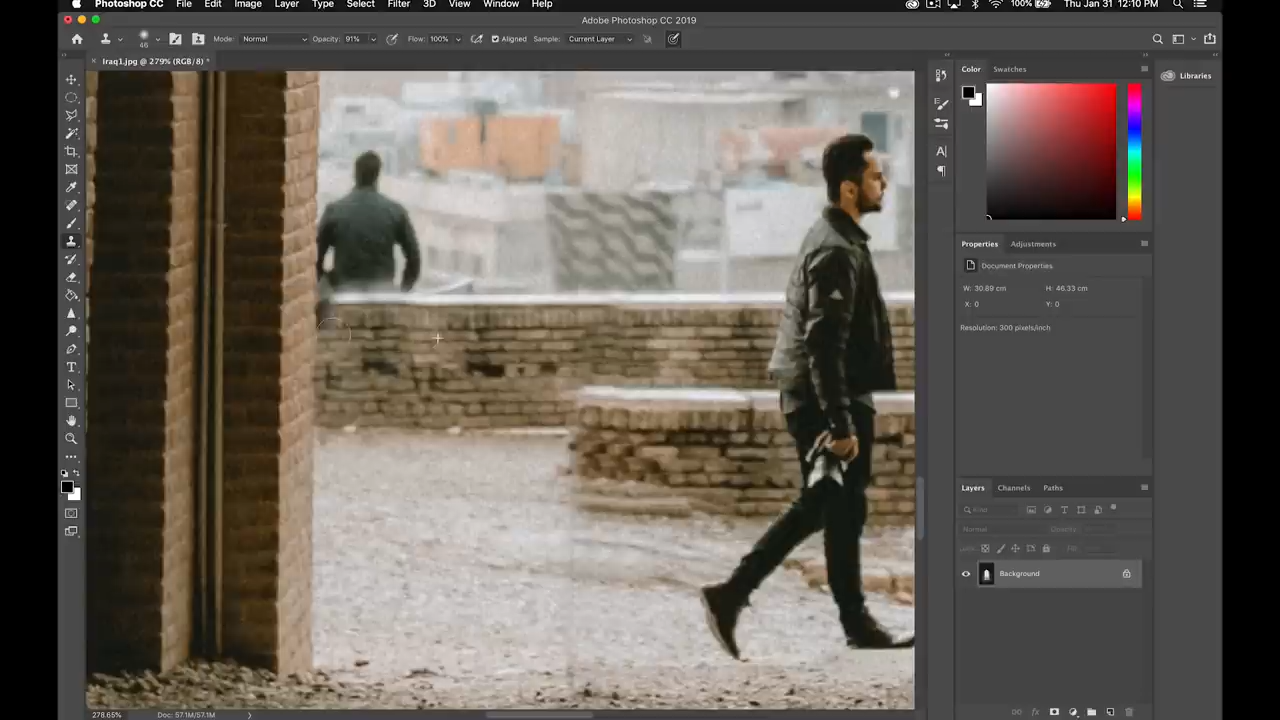 Photoshop CC File Edit Image Layer Type Select Filter 3D View Window Help 100% Thu Jan 31 12:10 PM
Adobe Photoshop CC 2019
46 Mode: Normal Opacity: 91% Flow: 100% Aligned Sample: Current Layer
Iraq1.jpg @ 279% (RGB/8) *
Color Swatches
Libraries
Properties Adjustments
Document Properties
W: 30.89 cm H: 46.33 cm
X: 0 Y: 0
Resolution: 300 pixels/inch
Layers Channels Paths
Kind
Normal Opacity:
Lock: Fill:
Background
278.65% Doc: 57.1M/57.1M